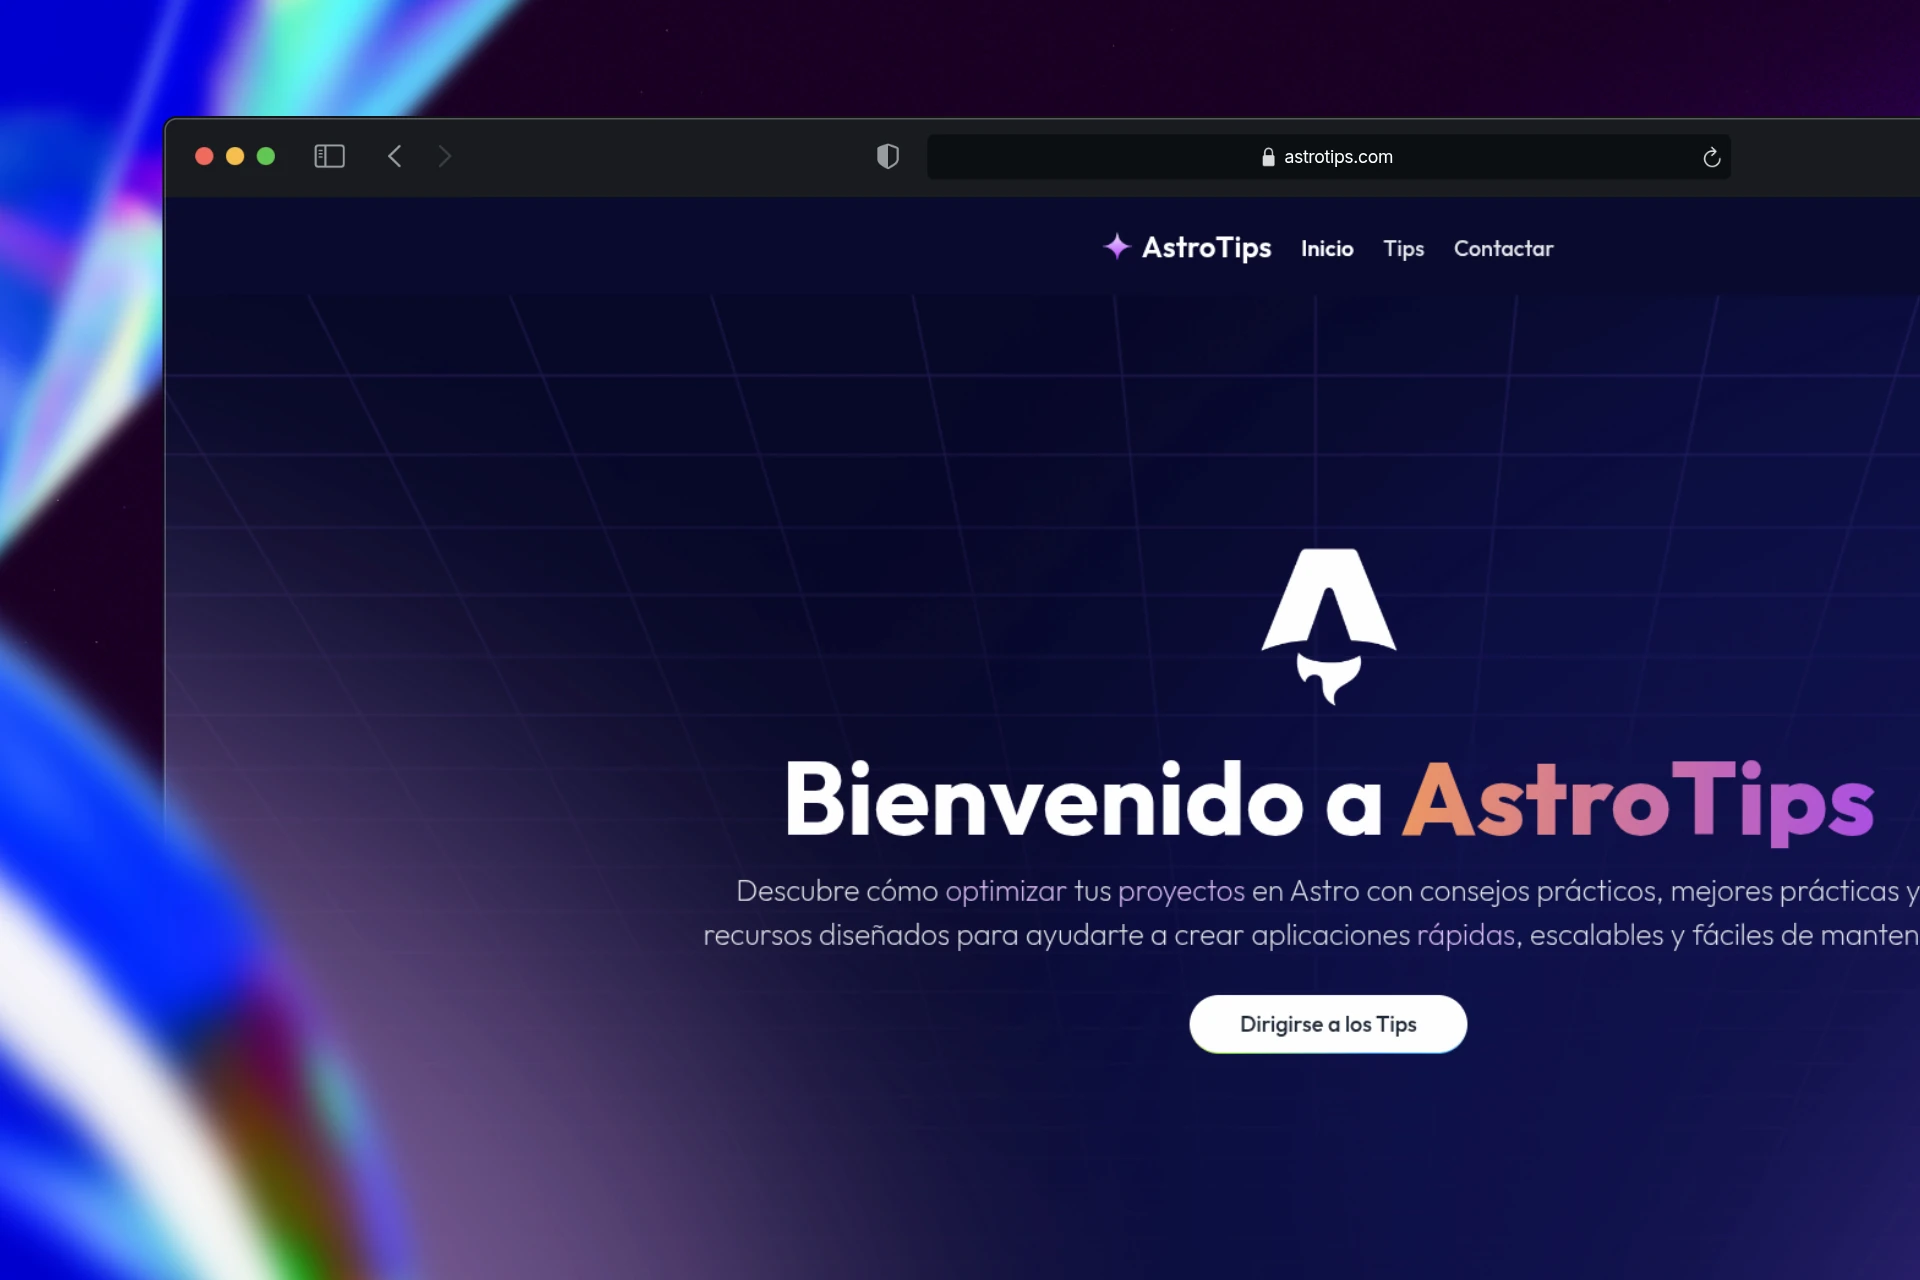 astrotips.com
AstroTips Inicio Tips Contactar
Bienvenido a AstroTips
Descubre cómo optimizar tus proyectos en Astro con consejos prácticos, mejores prácticas y
recursos diseñados para ayudarte a crear aplicaciones rápidas, escalables y fáciles de manten
Dirigirse a los Tips